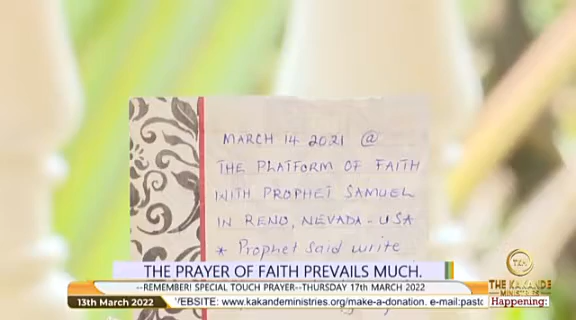 MARCH 14 2021 @
THE PLATFORM OF FAITH
WITH PROPHET SAMUEL
IN RENO, NEVADA - USA
* Prophet said write
THE PRAYER OF FAITH PREVAILS MUCH.
--REMEMBER! SPECIAL TOUCH PRAYER--THURSDAY 17th MARCH 2022
13th March 2022
WEBSITE: www.kakandeministries.org/make-a-donation. e-mail:past
TKM
THE KAKANDE
MINISTRIES
Happening: